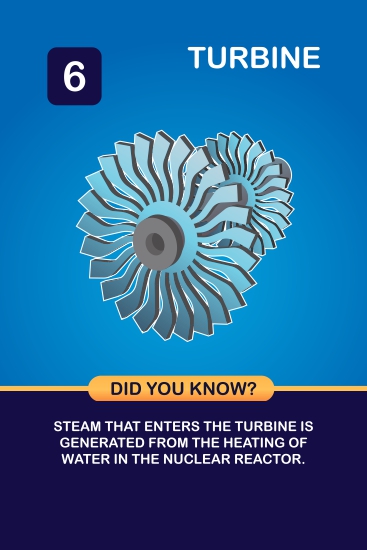 6
TURBINE
DID YOU KNOW?
STEAM THAT ENTERS THE TURBINE IS
GENERATED FROM THE HEATING OF
WATER IN THE NUCLEAR REACTOR.